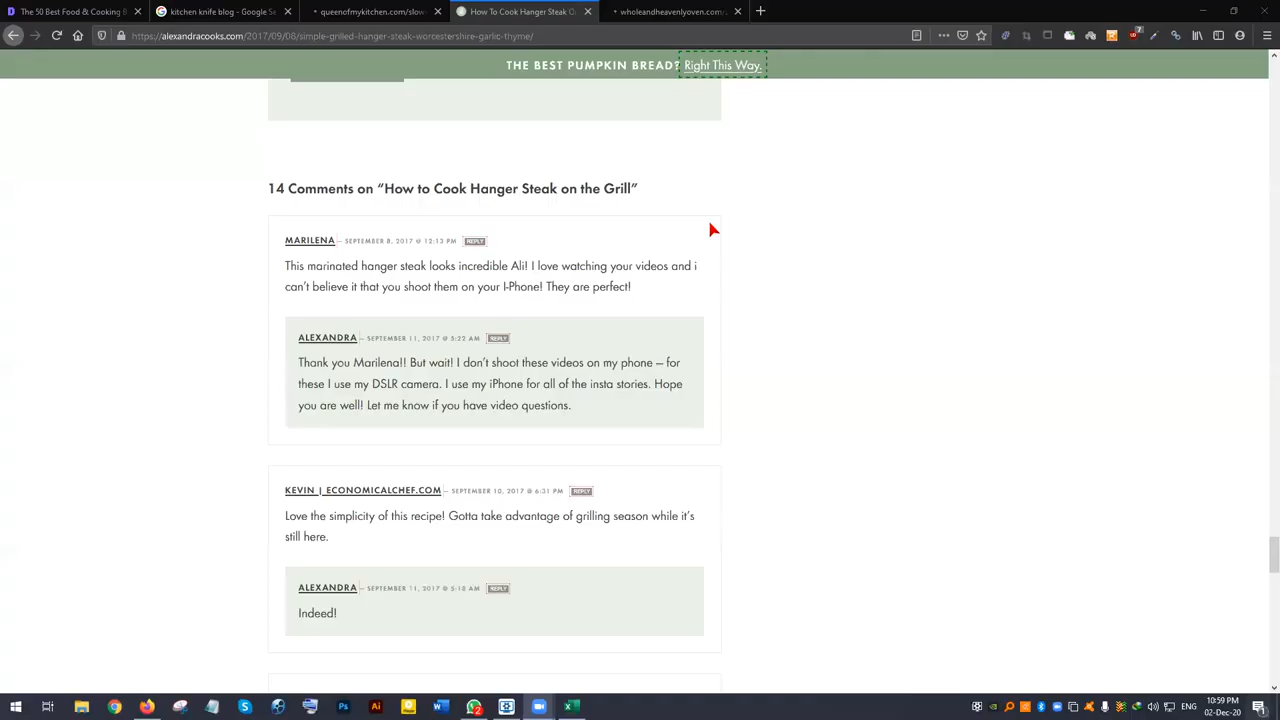 The 50 Best Food & Cooking B
kitchen knife blog - Google Se
queenofmykitchen.com/slow
How To Cook Hanger Steak O
wholeandheavenlyoven.com/
https://alexandracooks.com/2017/09/06/simple-grilled-hanger-steak-worcestershire-garlic-thyme/
THE BEST PUMPKIN BREAD? Right This Way.
14 Comments on “How to Cook Hanger Steak on the Grill”
MARILENA — SEPTEMBER 8, 2017 @ 12:13 PM REPLY
This marinated hanger steak looks incredible Ali! I love watching your videos and i
can’t believe it that you shoot them on your I-Phone! They are perfect!
ALEXANDRA — SEPTEMBER 11, 2017 @ 5:22 AM REPLY
Thank you Marilena!! But wait! I don’t shoot these videos on my phone — for
these I use my DSLR camera. I use my iPhone for all of the insta stories. Hope
you are well! Let me know if you have video questions.
KEVIN | ECONOMICALCHEF.COM — SEPTEMBER 10, 2017 @ 6:31 PM REPLY
Love the simplicity of this recipe! Gotta take advantage of grilling season while it’s
still here.
ALEXANDRA — SEPTEMBER 11, 2017 @ 5:18 AM REPLY
Indeed!
ENG
10:59 PM
02-Dec-20